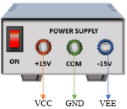 POWER SUPPLY
ON +15V COM -15V
VCC GND VEE